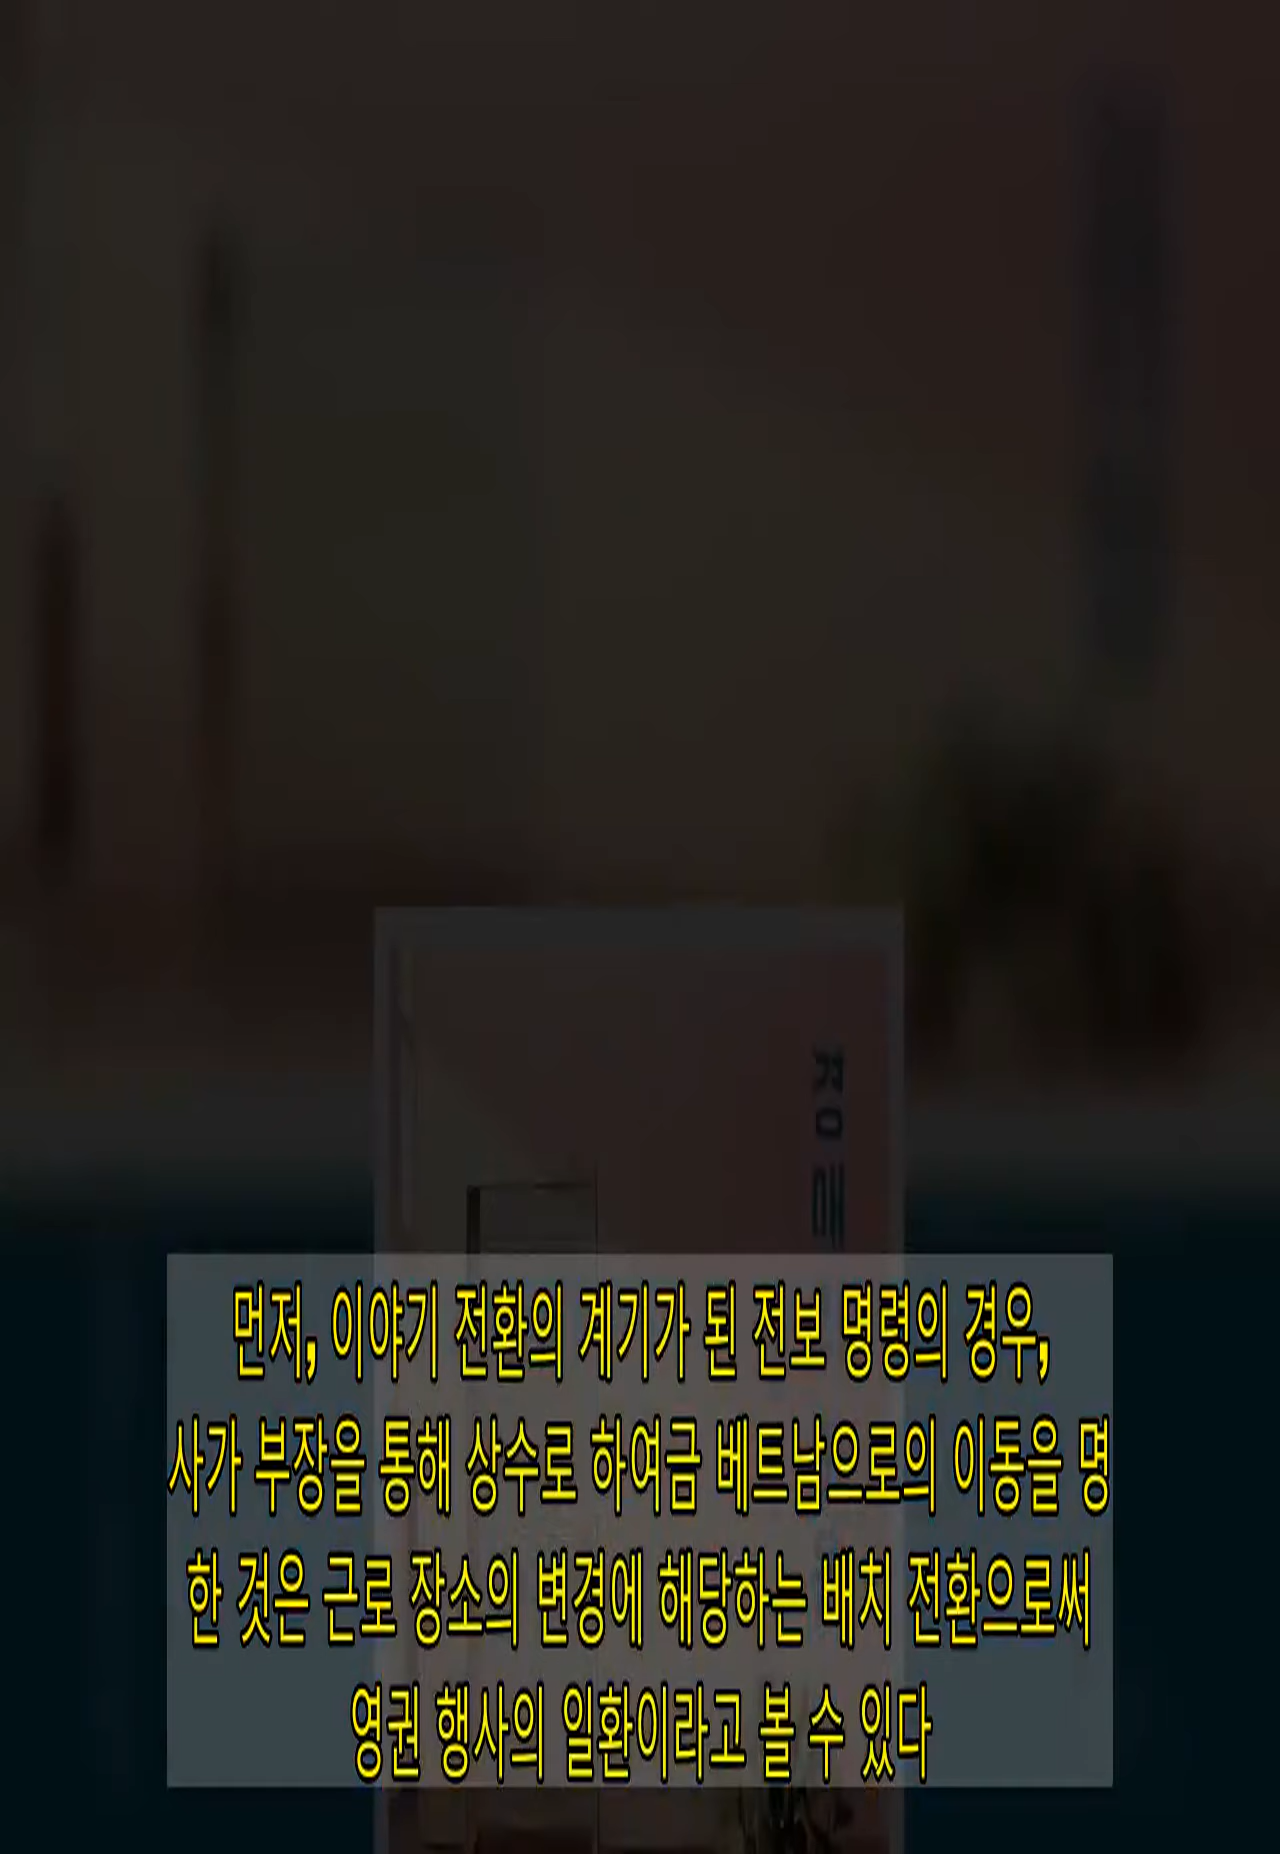 먼저, 이야기 전환의 계기가 된 전보 명령의 경우,
사가 부장을 통해 상수로 하여금 베트남으로의 이동을 명
한 것은 근로 장소의 변경에 해당하는 배치 전환으로써
영권 행사의 일환이라고 볼 수 있다